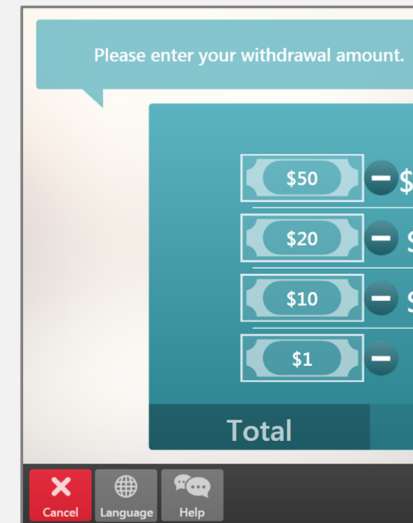 Please enter your withdrawal amount.
$50 $
$20 $
$10 $
$1
Total
Cancel Language Help